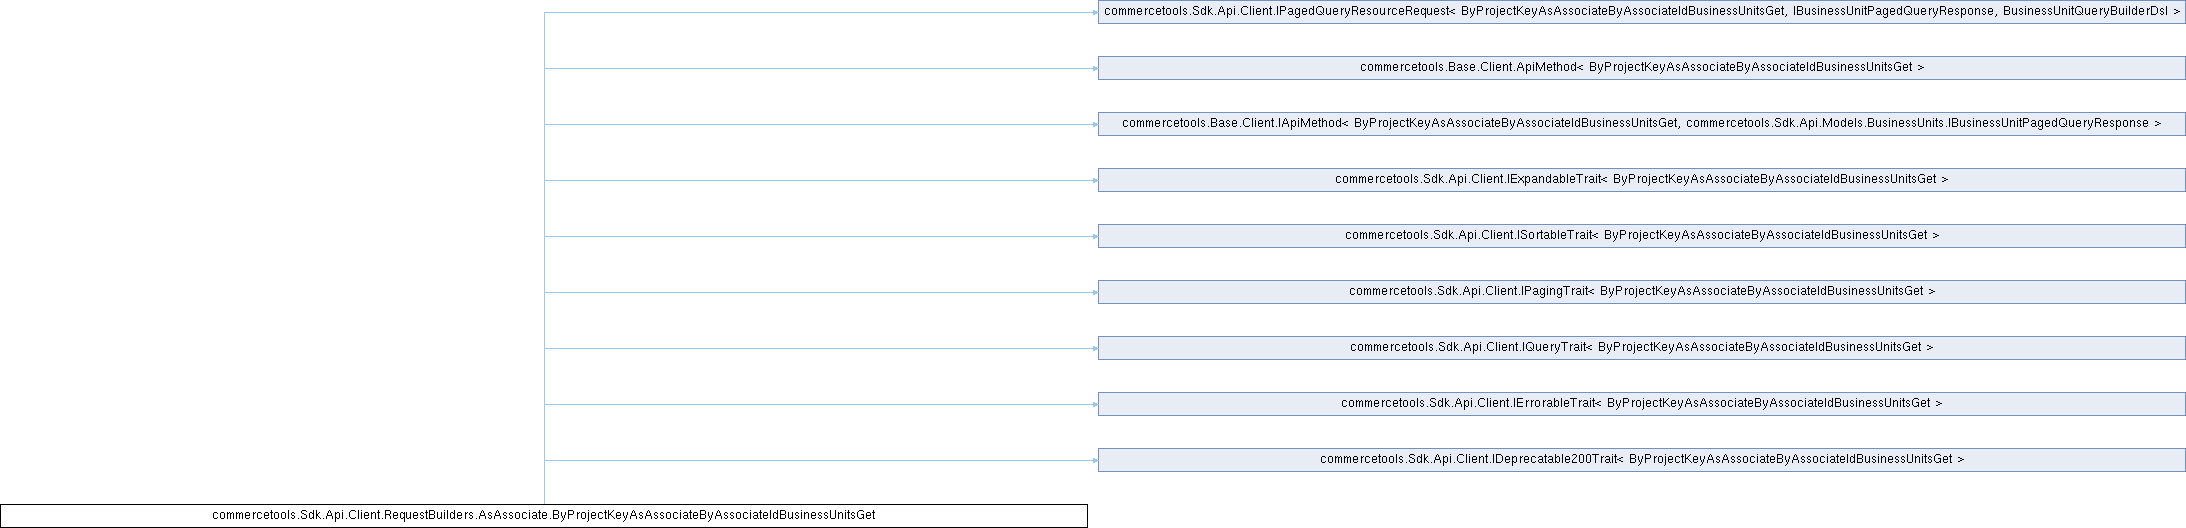 commercetools.Sdk.Api.Client.IPagedQueryResourceRequest< ByProjectKeyAsAssociateByAssociateIdBusinessUnitsGet, IBusinessUnitPagedQueryResponse, BusinessUnitQueryBuilderDsl >
commercetools.Base.Client.ApiMethod< ByProjectKeyAsAssociateByAssociateIdBusinessUnitsGet >
commercetools.Base.Client.IApiMethod< ByProjectKeyAsAssociateByAssociateIdBusinessUnitsGet, commercetools.Sdk.Api.Models.BusinessUnits.IBusinessUnitPagedQueryResponse >
commercetools.Sdk.Api.Client.IExpandableTrait< ByProjectKeyAsAssociateByAssociateIdBusinessUnitsGet >
commercetools.Sdk.Api.Client.ISortableTrait< ByProjectKeyAsAssociateByAssociateIdBusinessUnitsGet >
commercetools.Sdk.Api.Client.IPagingTrait< ByProjectKeyAsAssociateByAssociateIdBusinessUnitsGet >
commercetools.Sdk.Api.Client.IQueryTrait< ByProjectKeyAsAssociateByAssociateIdBusinessUnitsGet >
commercetools.Sdk.Api.Client.IErrorableTrait< ByProjectKeyAsAssociateByAssociateIdBusinessUnitsGet >
commercetools.Sdk.Api.Client.IDeprecatable200Trait< ByProjectKeyAsAssociateByAssociateIdBusinessUnitsGet >
commercetools.Sdk.Api.Client.RequestBuilders.AsAssociate.ByProjectKeyAsAssociateByAssociateIdBusinessUnitsGet